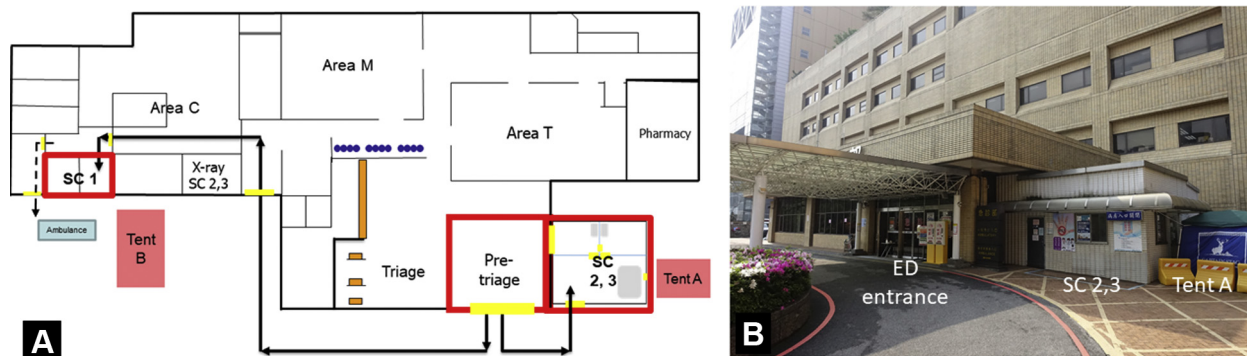 Area M
Area C
Area T
Pharmacy
SC 1
X-ray
SC 2,3
Ambulance
Tent
B
Triage
Pre-
triage
SC
2, 3
Tent A
A
ED
entrance
SC 2,3
Tent A
B